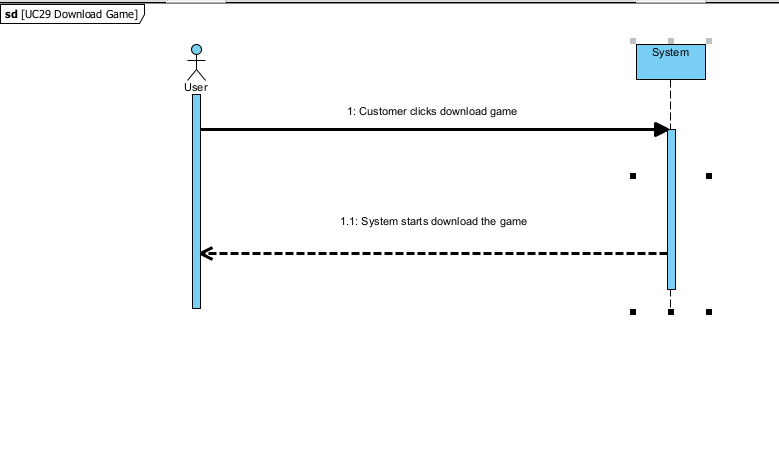 sd [UC29 Download Game]
System
User
1: Customer clicks download game
1.1: System starts download the game